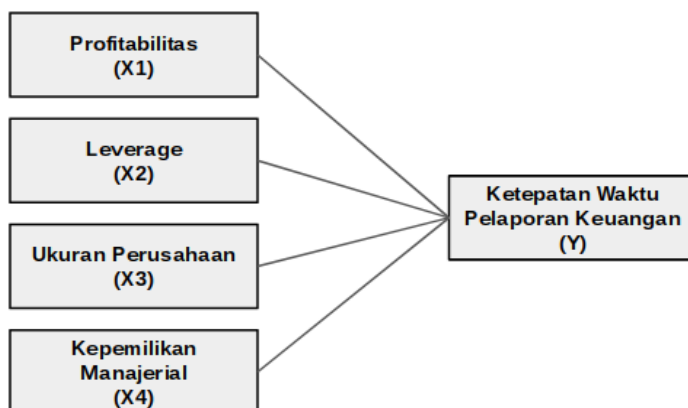 Profitabilitas
(X1)
Leverage
(X2)
Ukuran Perusahaan
(X3)
Kepemilikan
Manajerial
(X4)
Ketepatan Waktu
Pelaporan Keuangan
(Y)